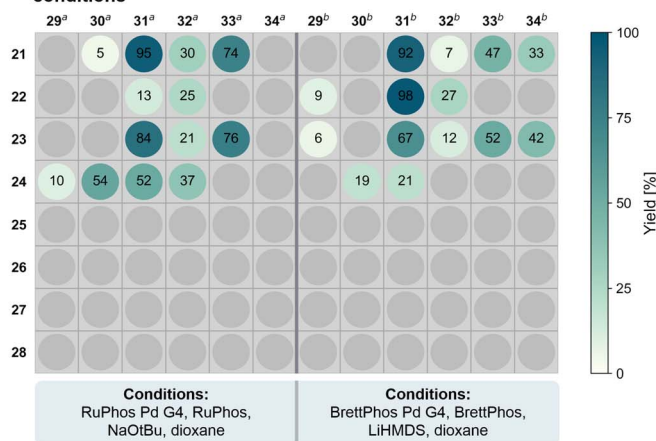 conditions
29a 30a 31a 32a 33a 34a 29b 30b 31b 32b 33b 34b
21 5 95 30 74 92 7 47 33
22 13 25 9 98 27
23 84 21 76 6 67 12 52 42
24 10 54 52 37 19 21
25
26
27
28
100
75
50
25
0
Yield [%]
Conditions:
RuPhos Pd G4, RuPhos,
NaOtBu, dioxane
Conditions:
BrettPhos Pd G4, BrettPhos,
LiHMDS, dioxane